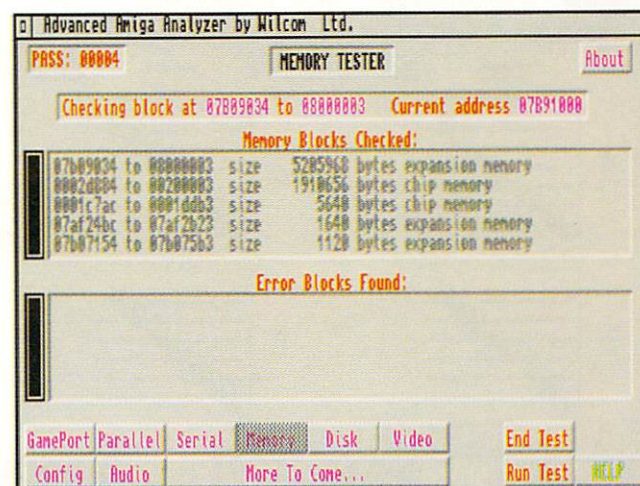 Advanced Amiga Analyzer by Wilcom Ltd.
PASS: 00004 MEMORY TESTER About
Checking block at 07B09034 to 08000003 Current address 07B91000
Memory Blocks Checked:
07b09034 to 08000003 size 5205968 bytes expansion memory
0002d884 to 00200003 size 1910656 bytes chip memory
0001c7ac to 0001ddb3 size 5640 bytes chip memory
07af24bc to 07af2b23 size 1640 bytes expansion memory
07b07154 to 07b075b3 size 1120 bytes expansion memory
Error Blocks Found:
GamePort Parallel Serial Memory Disk Video End Test
Config Audio More To Come... Run Test HELP